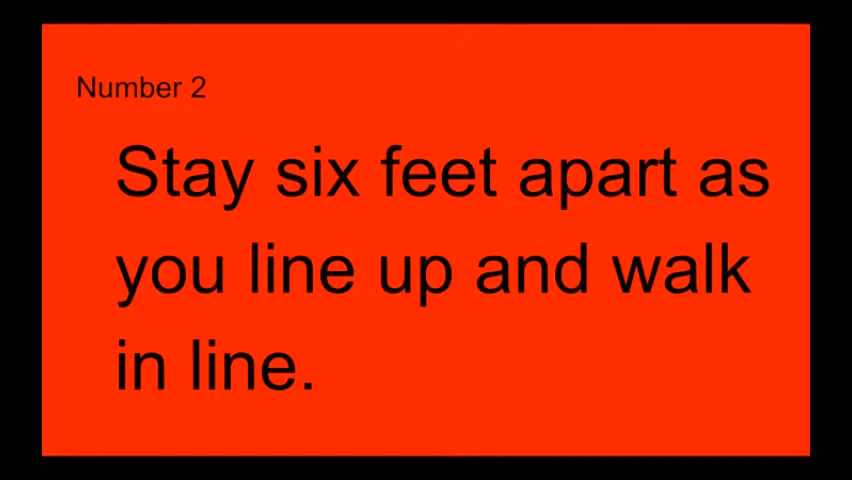 Number 2
Stay six feet apart as
you line up and walk
in line.